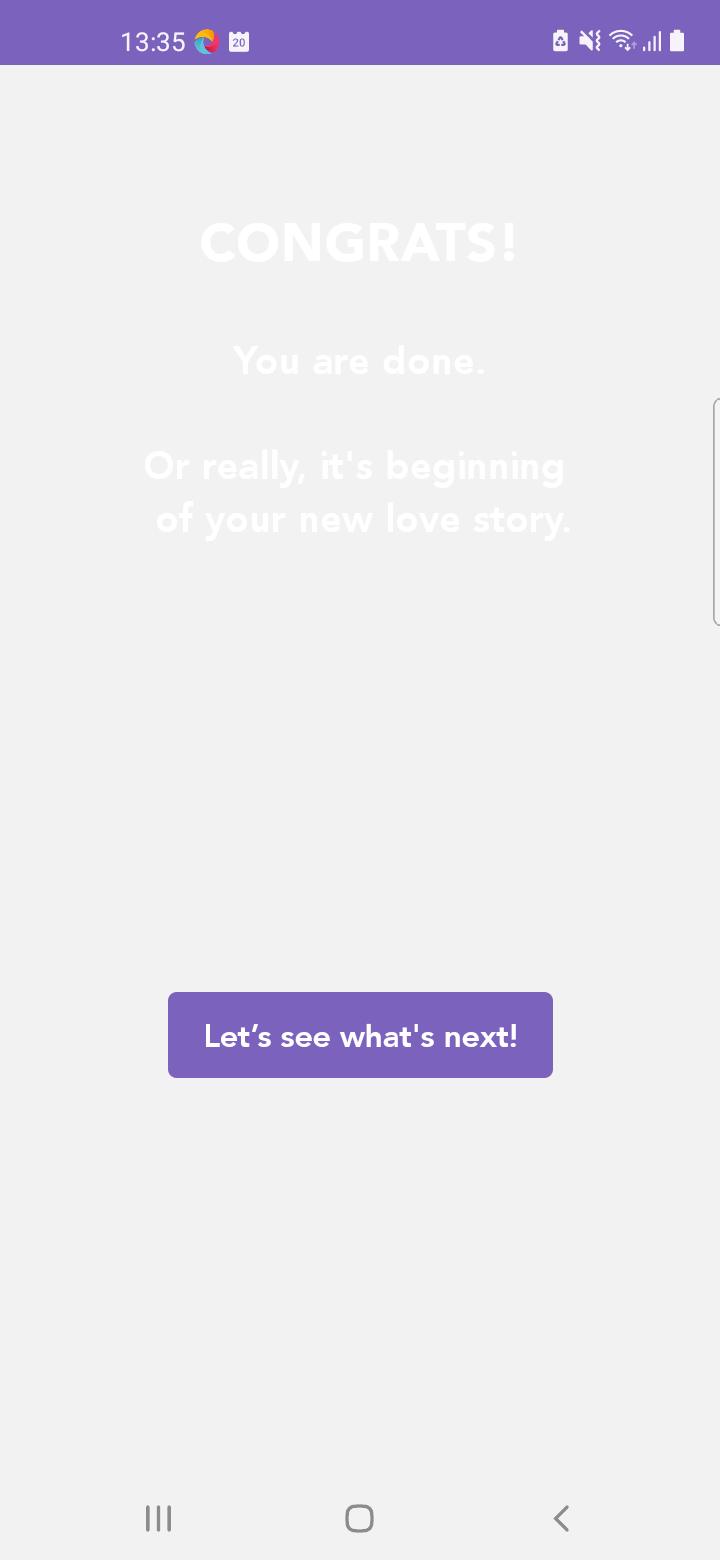 13:35
20
CONGRATS!
You are done.
Or really, it's beginning
of your new love story.
Let’s see what's next!